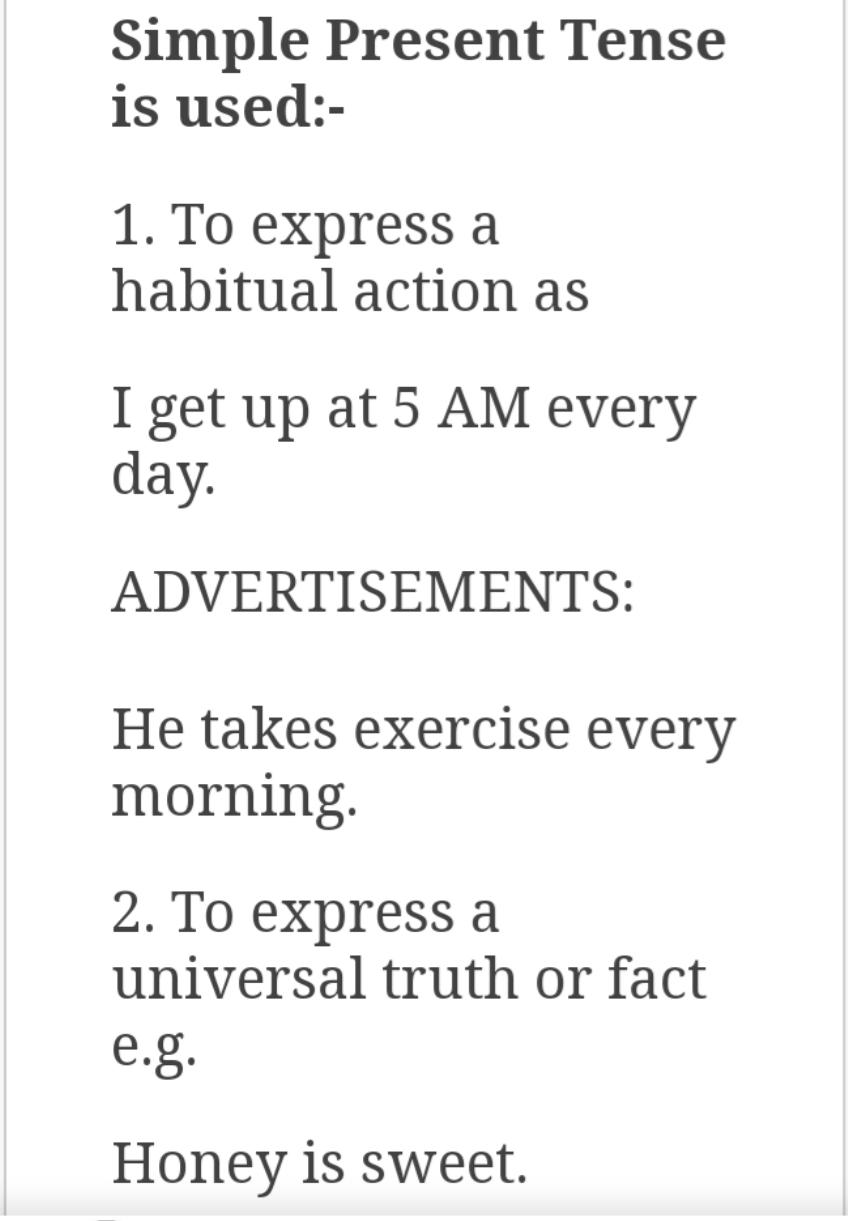 Simple Present Tense
is used:-
1. To express a
habitual action as
I get up at 5 AM every
day.
ADVERTISEMENTS:
He takes exercise every
morning.
2. To express a
universal truth or fact
e.g.
Honey is sweet.